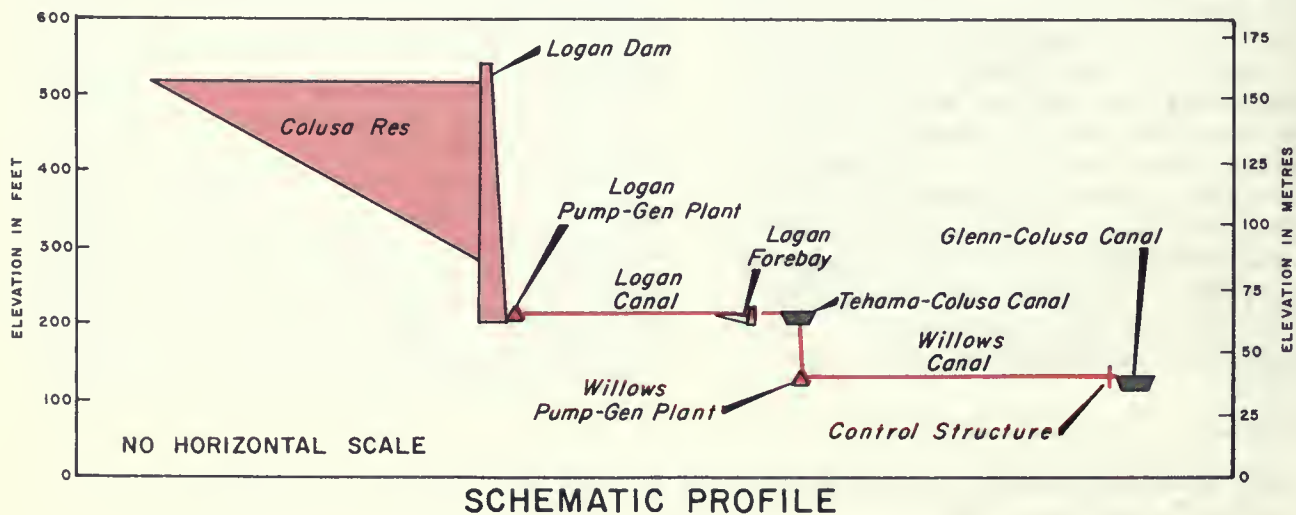 600
500
400
300
200
100
0
ELEVATION IN FEET
Logan Dam
Colusa Res
Logan
Pump-Gen Plant
Logan
Canal
Logan
Forebay
Glenn-Colusa Canal
Tehama-Colusa Canal
Willows
Canal
Willows
Pump-Gen Plant
Control Structure
NO HORIZONTAL SCALE
175
150
125
100
75
50
25
0
ELEVATION IN METRES
SCHEMATIC PROFILE